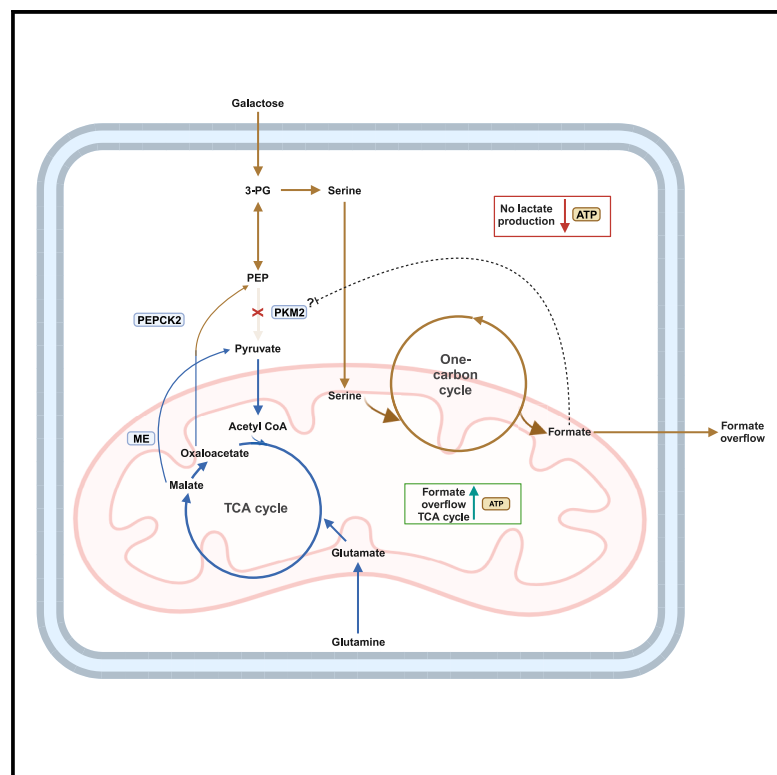 Galactose
3-PG
Serine
No lactate
production
ATP
PEP
PEPCK2
PKM2
?
Pyruvate
One-
carbon
cycle
Serine
Acetyl CoA
Formate
Formate
overflow
ME
Oxaloacetate
Malate
TCA cycle
Formate
overflow
TCA cycle
ATP
Glutamate
Glutamine